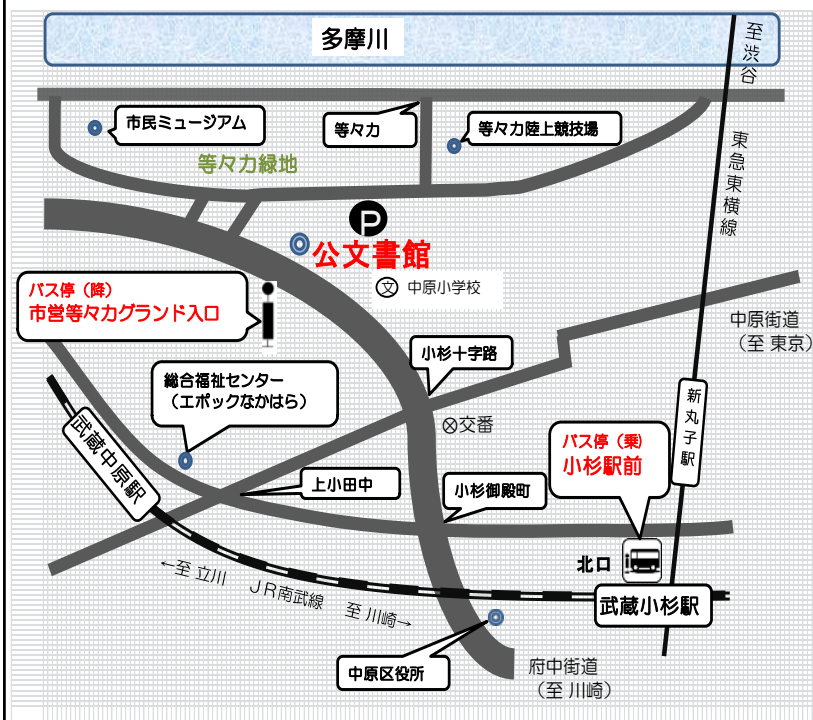 多摩川
至渋谷
市民ミュージアム
等々力
等々力陸上競技場
等々力緑地
東急東横線
P
公文書館
文 中原小学校
バス停（降）
市営等々力グランド入口
中原街道
（至 東京）
小杉十字路
総合福祉センター
（エポックなかはら）
交番
新丸子駅
バス停（乗）
小杉駅前
武蔵中原駅
上小田中
小杉御殿町
北口
←至 立川　ＪＲ南武線　至 川崎→
武蔵小杉駅
中原区役所
府中街道
（至 川崎）